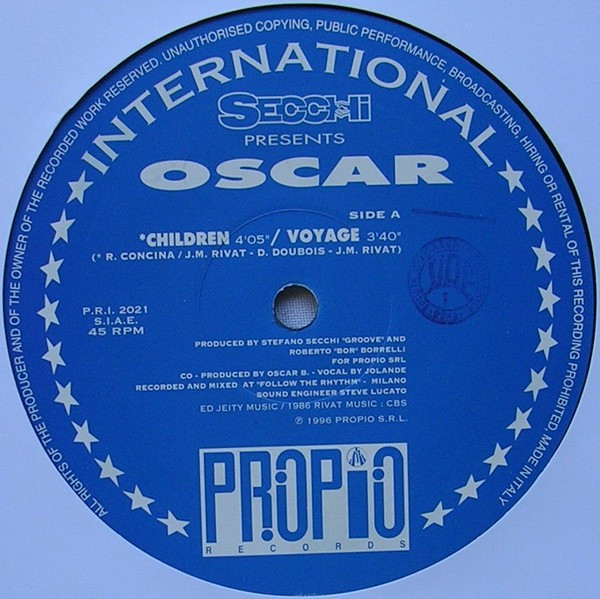 ALL RIGHTS OF THE PRODUCER AND OF THE OWNER OF THE RECORDED WORK RESERVED. UNAUTHORISED COPYING, PUBLIC PERFORMANCE, BROADCASTING, HIRING OR RENTAL OF THIS RECORDING PROHIBITED MADE IN ITALY
INTERNATIONAL
SECCHI
PRESENTS
OSCAR
SIDE A
*CHILDREN 4'05"/ VOYAGE 3'40"
(* R. CONCINA / J.M. RIVAT - D. DOUBOIS - J.M. RIVAT)
P.R.I. 2021
S.I.A.E.
45 RPM
PRODUCED BY STEFANO SECCHI "GROOVE" AND
ROBERTO "BOR" BORRELLI
FOR PROPIO SRL
CO - PRODUCED BY OSCAR B. - VOCAL BY JOLANDE
RECORDED AND MIXED AT "FOLLOW THE RHYTHM" - MILANO
SOUND ENGINEER STEVE LUCATO
ED JEITY MUSIC / 1986 RIVAT MUSIC : CBS
℗ 1996 PROPIO S.R.L.
PROPIO
RECORDS